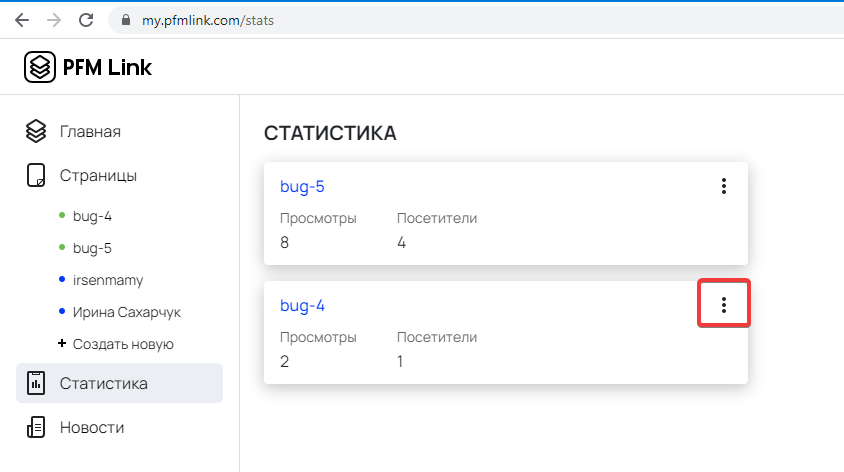 my.pfmlink.com/stats
PFM Link
Главная
Страницы
bug-4
bug-5
irsenmamy
Ирина Сахарчук
+ Создать новую
Статистика
Новости
СТАТИСТИКА
bug-5
Просмотры Посетители
8 4
bug-4
Просмотры Посетители
2 1